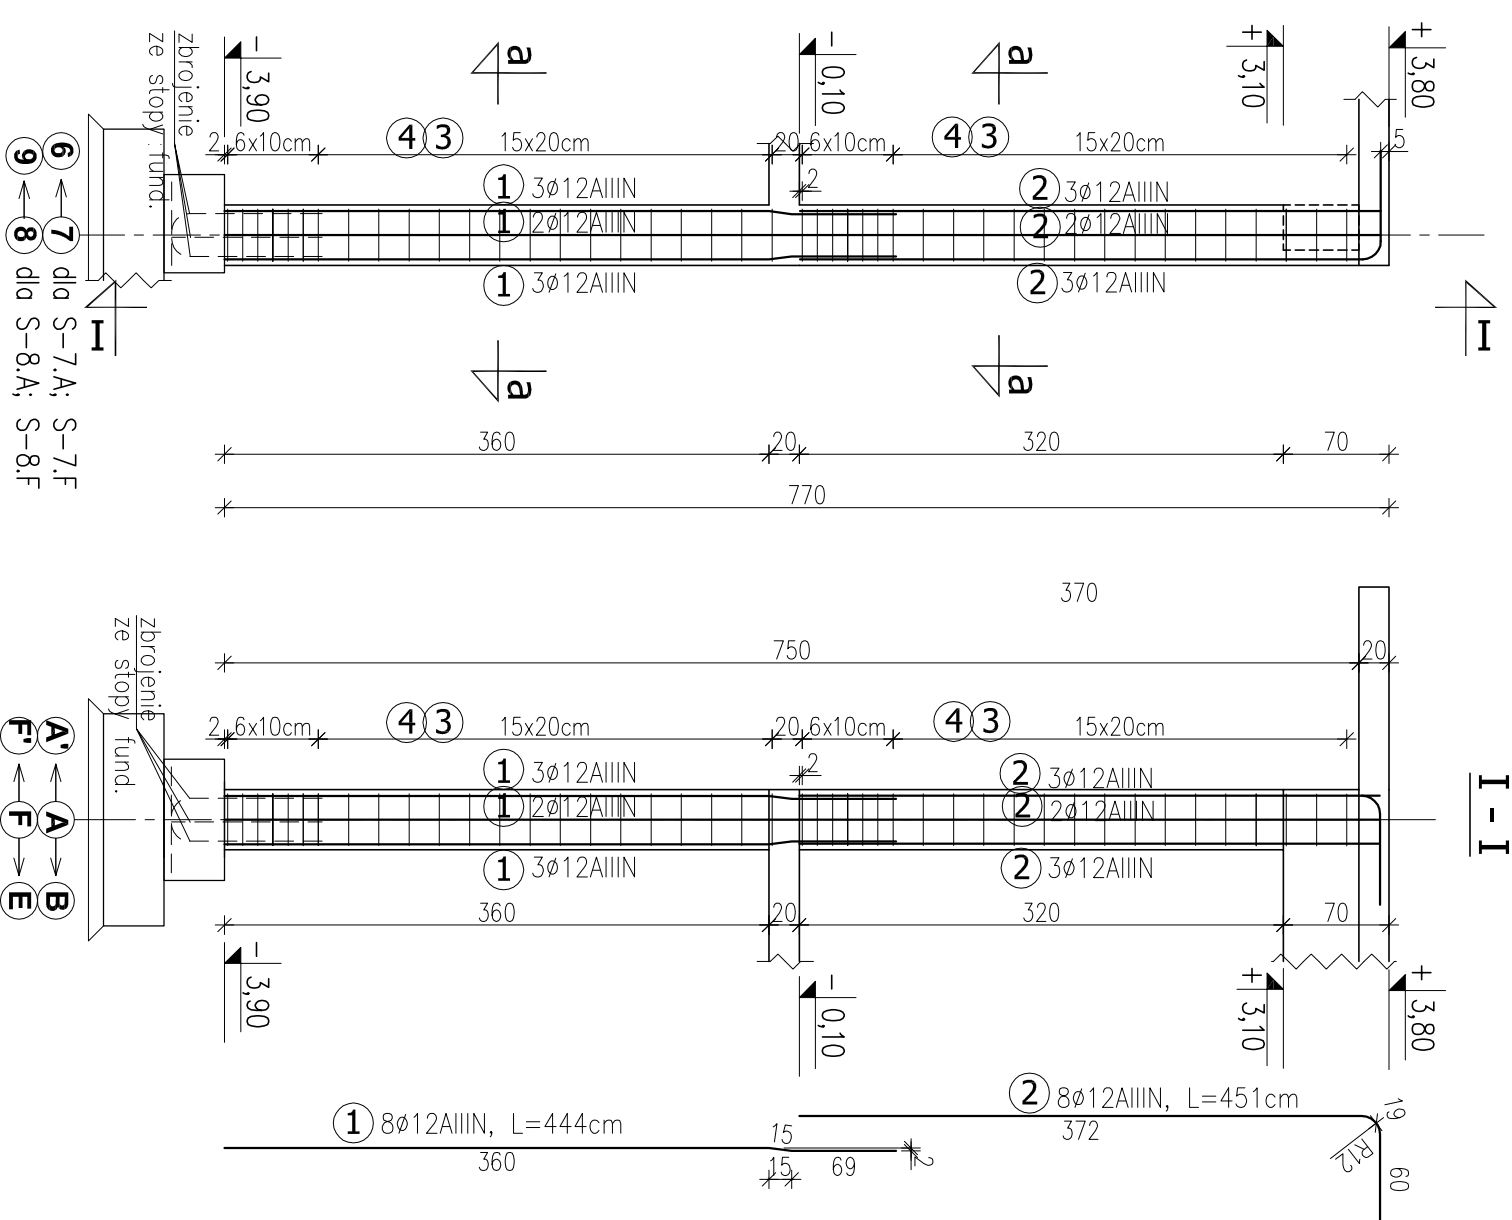 + 3,80
+ 3,10
- 0,10
- 3,90
a
a
zbrojenie
ze stopy fund.
2 6x10cm
4 3
15x20cm
20 6x10cm
4 3
15x20cm
5
2
1 3ø12AIIIN
1 2ø12AIIIN
1 3ø12AIIIN
2 3ø12AIIIN
2 2ø12AIIIN
2 3ø12AIIIN
6 7 dla S-7.A; S-7.F
9 8 dla S-8.A; S-8.F
I
I
a
a
360
20
320
70
770
370
750
20
I - I
zbrojenie
ze stopy fund.
2 6x10cm
4 3
15x20cm
20 6x10cm
4 3
15x20cm
2
1 3ø12AIIIN
1 2ø12AIIIN
1 3ø12AIIIN
2 3ø12AIIIN
2 2ø12AIIIN
2 3ø12AIIIN
A' A B
F' F E
360
20
320
70
- 3,90
- 0,10
+ 3,10
+ 3,80
1 8ø12AIIIN, L=444cm
360
15
15
69
2
2 8ø12AIIIN, L=451cm
372
19
R12
60